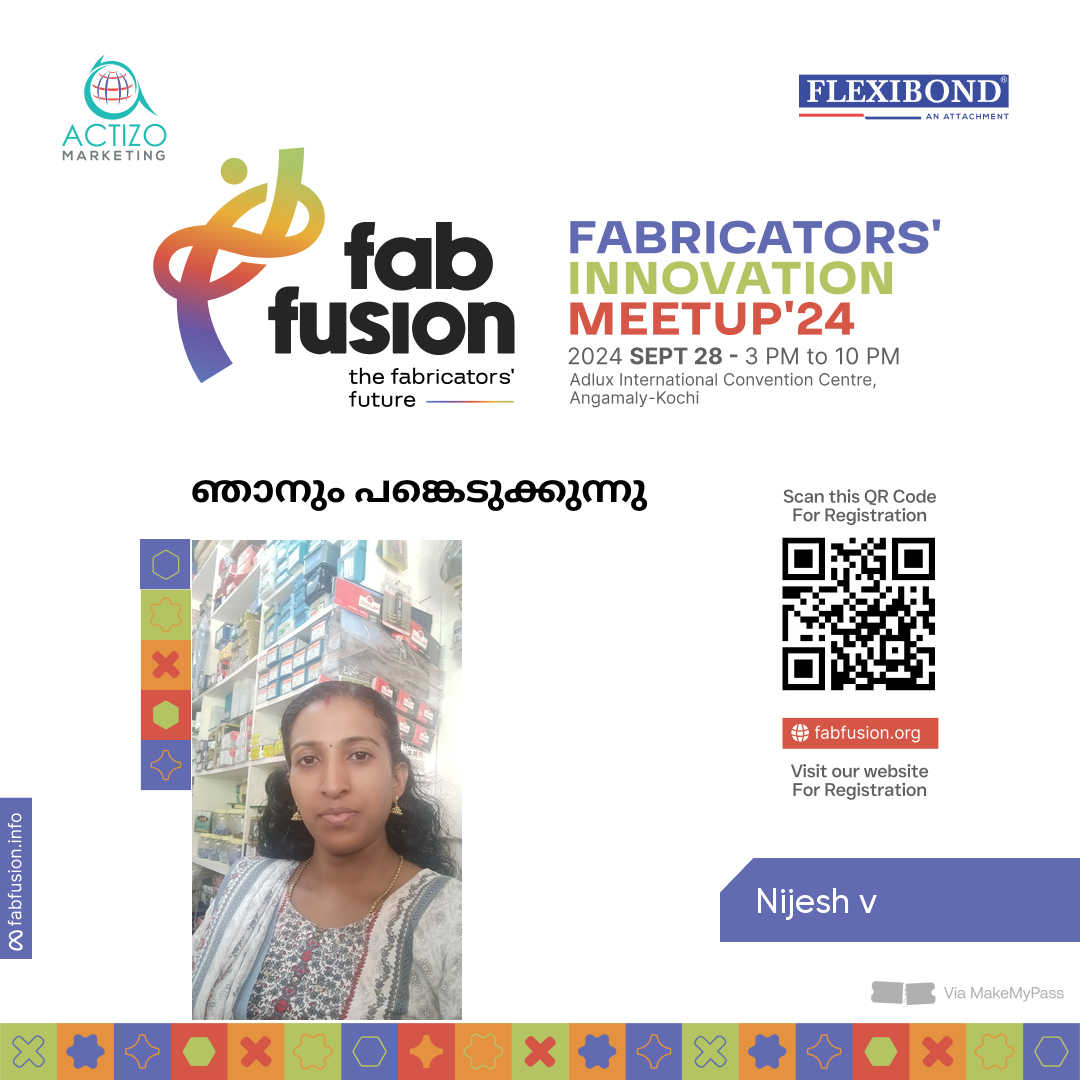 ACTIZO
MARKETING
FLEXIBOND®
AN ATTACHMENT
fab
fusion
the fabricators'
future
FABRICATORS'
INNOVATION
MEETUP'24
2024 SEPT 28 - 3 PM to 10 PM
Adlux International Convention Centre,
Angamaly-Kochi
ഞാനും പങ്കെടുക്കുന്നു
Scan this QR Code
For Registration
fabfusion.org
Visit our website
For Registration
fabfusion.info
Nijesh v
Via MakeMyPass